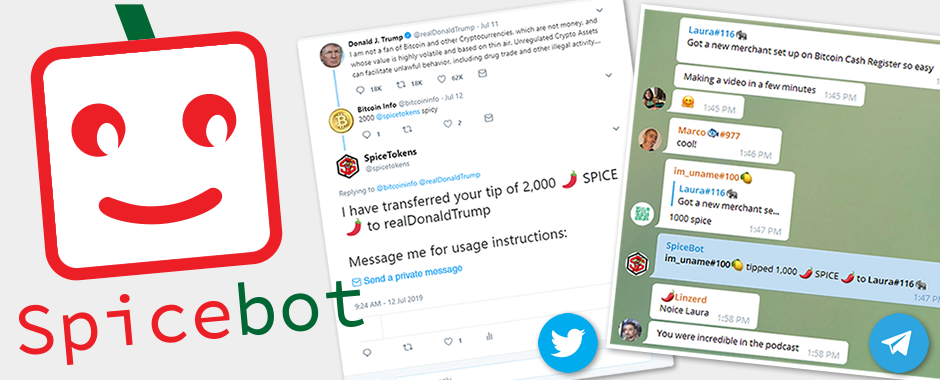 Spicebot
Donald J. Trump @realDonaldTrump - Jul 11
I am not a fan of Bitcoin and other Cryptocurrencies, which are not money, and
whose value is highly volatile and based on thin air. Unregulated Crypto Assets
can facilitate unlawful behavior, including drug trade and other illegal activity....
18K 18K 62K
Bitcoin Info @bitcoininfo - Jul 12
2000 @spicetokens spicy
1 2
SpiceTokens
@spicetokens
Replying to @bitcoininfo @realDonaldTrump
I have transferred your tip of 2,000 🌶 SPICE
🌶 to realDonaldTrump
Message me for usage instructions:
Send a private message
9:24 AM - 12 Jul 2019
1
Laura#116🐘
Got a new merchant set up on Bitcoin Cash Register so easy
Making a video in a few minutes 1:45 PM
🤗 1:45 PM
Marco🐟#977
cool!
1:46 PM
im_uname#100🍋
Laura#116🐘
Got a new merchant se...
1000 spice
1:47 PM
SpiceBot
im_uname#100🍋 tipped 1,000 🌶 SPICE 🌶 to Laura#116🐘
1:47 PM
🌶Linzerd
Noice Laura 1:58 PM
You were incredible in the podcast 1:58 PM